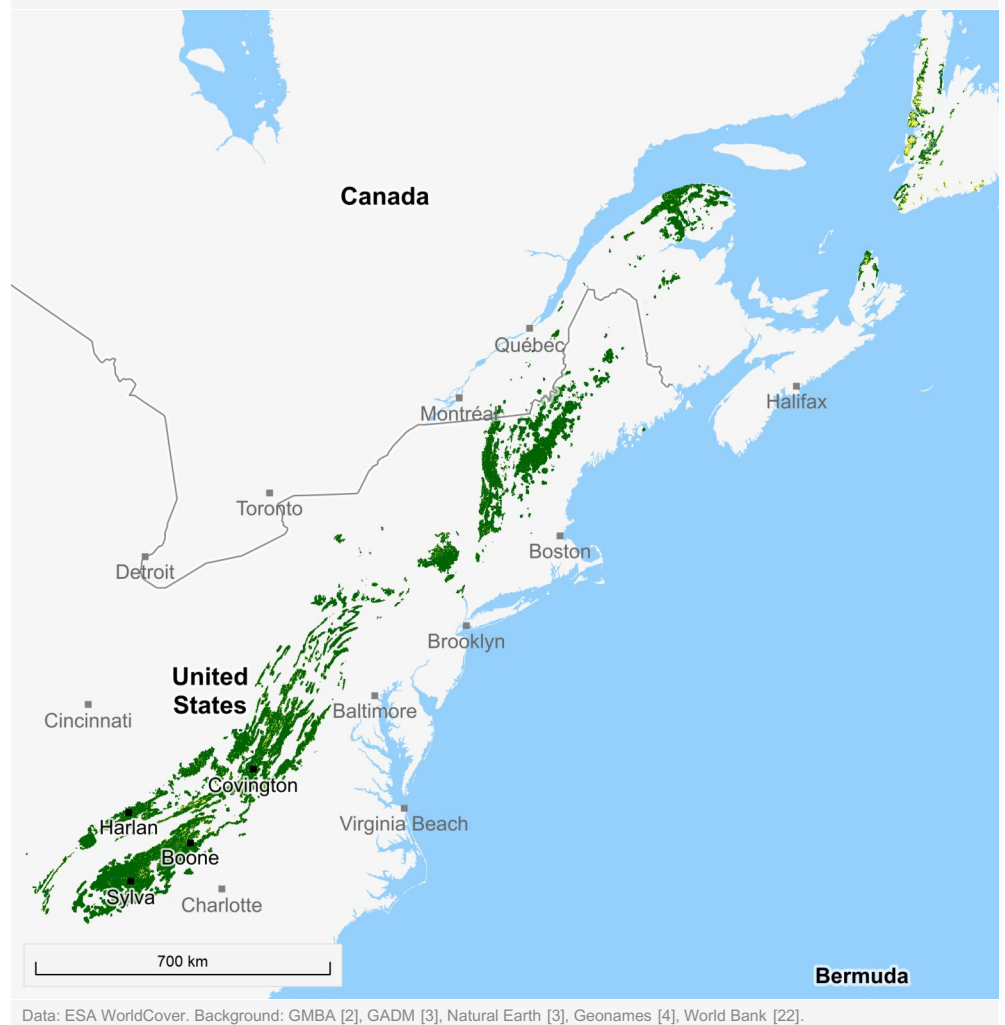 Canada
Québec
Montréal
Halifax
Toronto
Boston
Detroit
Brooklyn
United
States
Baltimore
Cincinnati
Covington
Harlan
Virginia Beach
Boone
Sylva
Charlotte
700 km
Bermuda
Data: ESA WorldCover. Background: GMBA [2], GADM [3], Natural Earth [3], Geonames [4], World Bank [22].